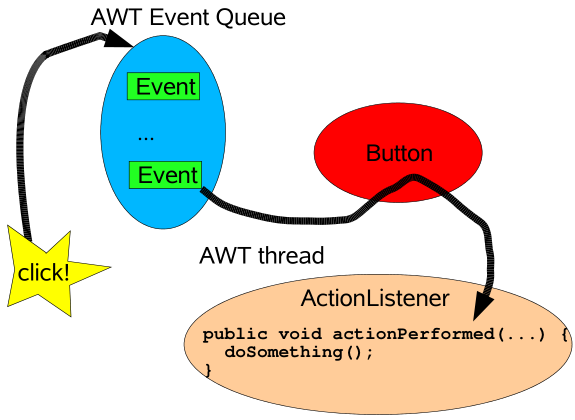 AWT Event Queue
Event
...
Event
Button
click!
AWT thread
ActionListener
public void actionPerformed(...) {
  doSomething();
}